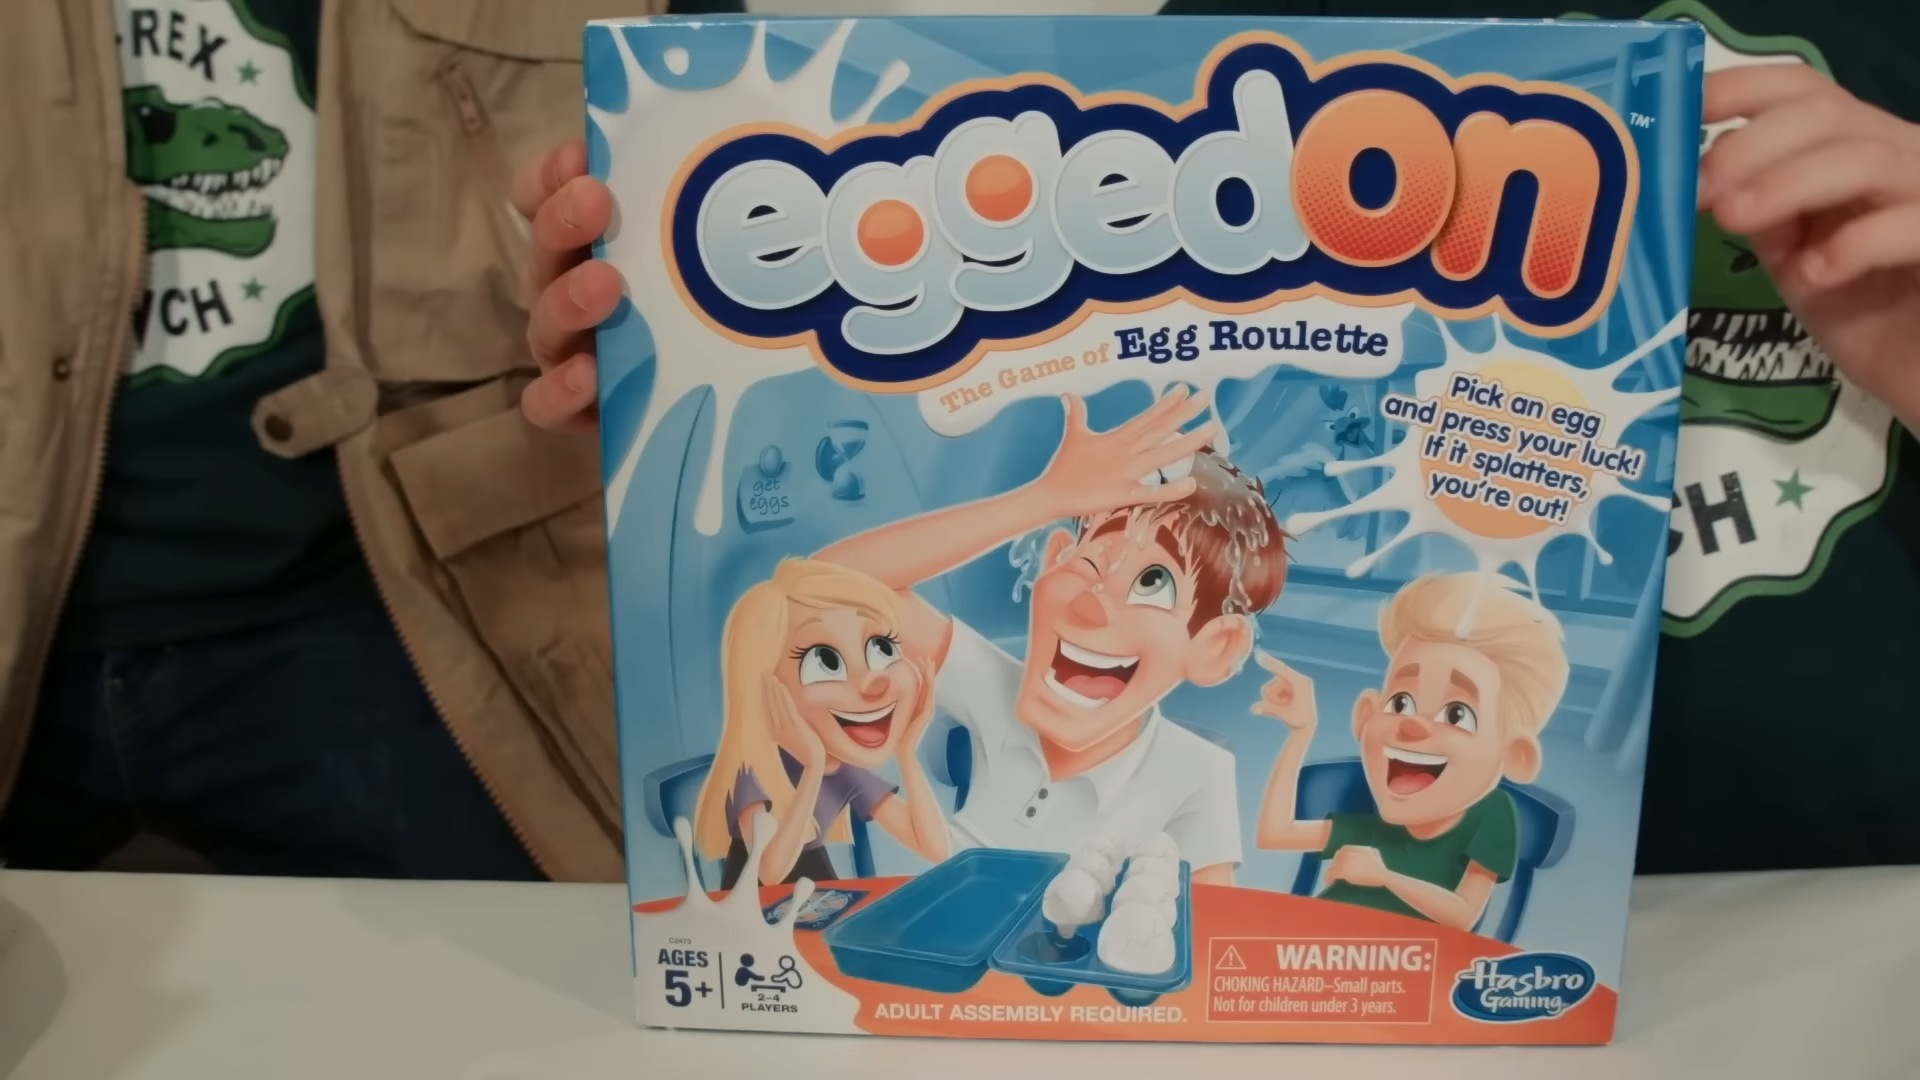 -REX
eggedon
TM
The Game of Egg Roulette
Pick an egg
and press your luck!
If it splatters,
you're out!
get
eggs
CH
C2473
AGES
5+
2-4
PLAYERS
ADULT ASSEMBLY REQUIRED.
WARNING:
CHOKING HAZARD–Small parts.
Not for children under 3 years.
Hasbro
Gaming